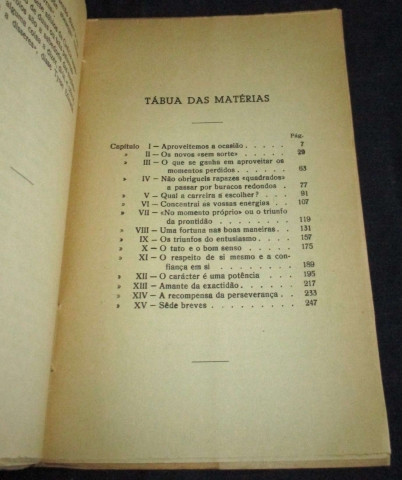 TÁBUA DAS MATÉRIAS
Pág.
Capítulo I — Aproveitemos a ocasião . . . . . 7
» II — Os novos «sem sorte» . . . . . 29
» III — O que se ganha em aproveitar os
momentos perdidos . . . . . 63
» IV — Não obrigueis rapazes «quadrados»
a passar por buracos redondos . . 77
» V — Qual a carreira a escolher? . . . 91
» VI — Concentrai as vossas energias . . 107
» VII — «No momento próprio» ou o triunfo
da prontidão . . . . . 119
» VIII — Uma fortuna nas boas maneiras . . 131
» IX — Os triunfos do entusiasmo . . . . 157
» X — O tato e o bom senso . . . . . 175
» XI — O respeito de si mesmo e a con-
fiança em si . . . . . 189
» XII — O carácter é uma potência . . . 195
» XIII — Amante da exactidão . . . . . 217
» XIV — A recompensa da perseverança . . 233
» XV — Sêde breves . . . . . 247